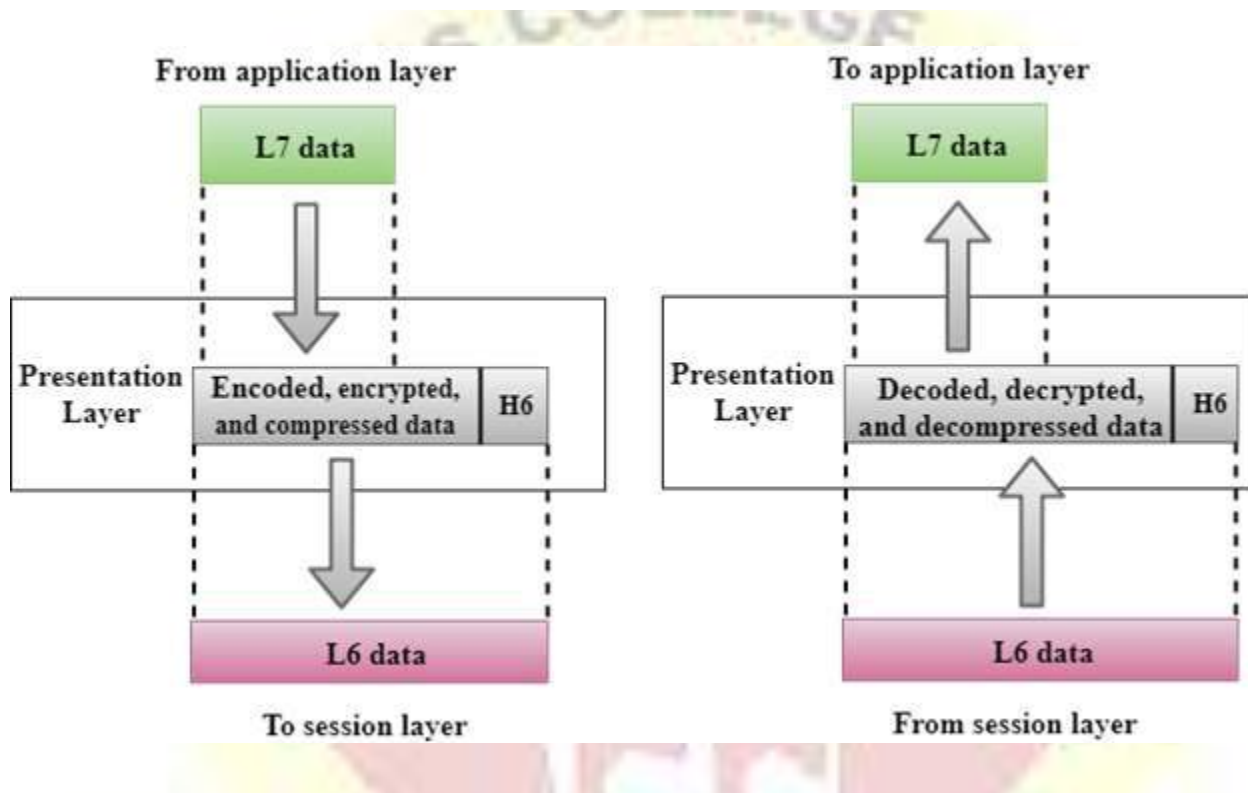 COLLEGE
From application layer
L7 data
Presentation
Layer
Encoded, encrypted,
and compressed data
H6
L6 data
To session layer
To application layer
L7 data
Presentation
Layer
Decoded, decrypted,
and decompressed data
H6
L6 data
From session layer